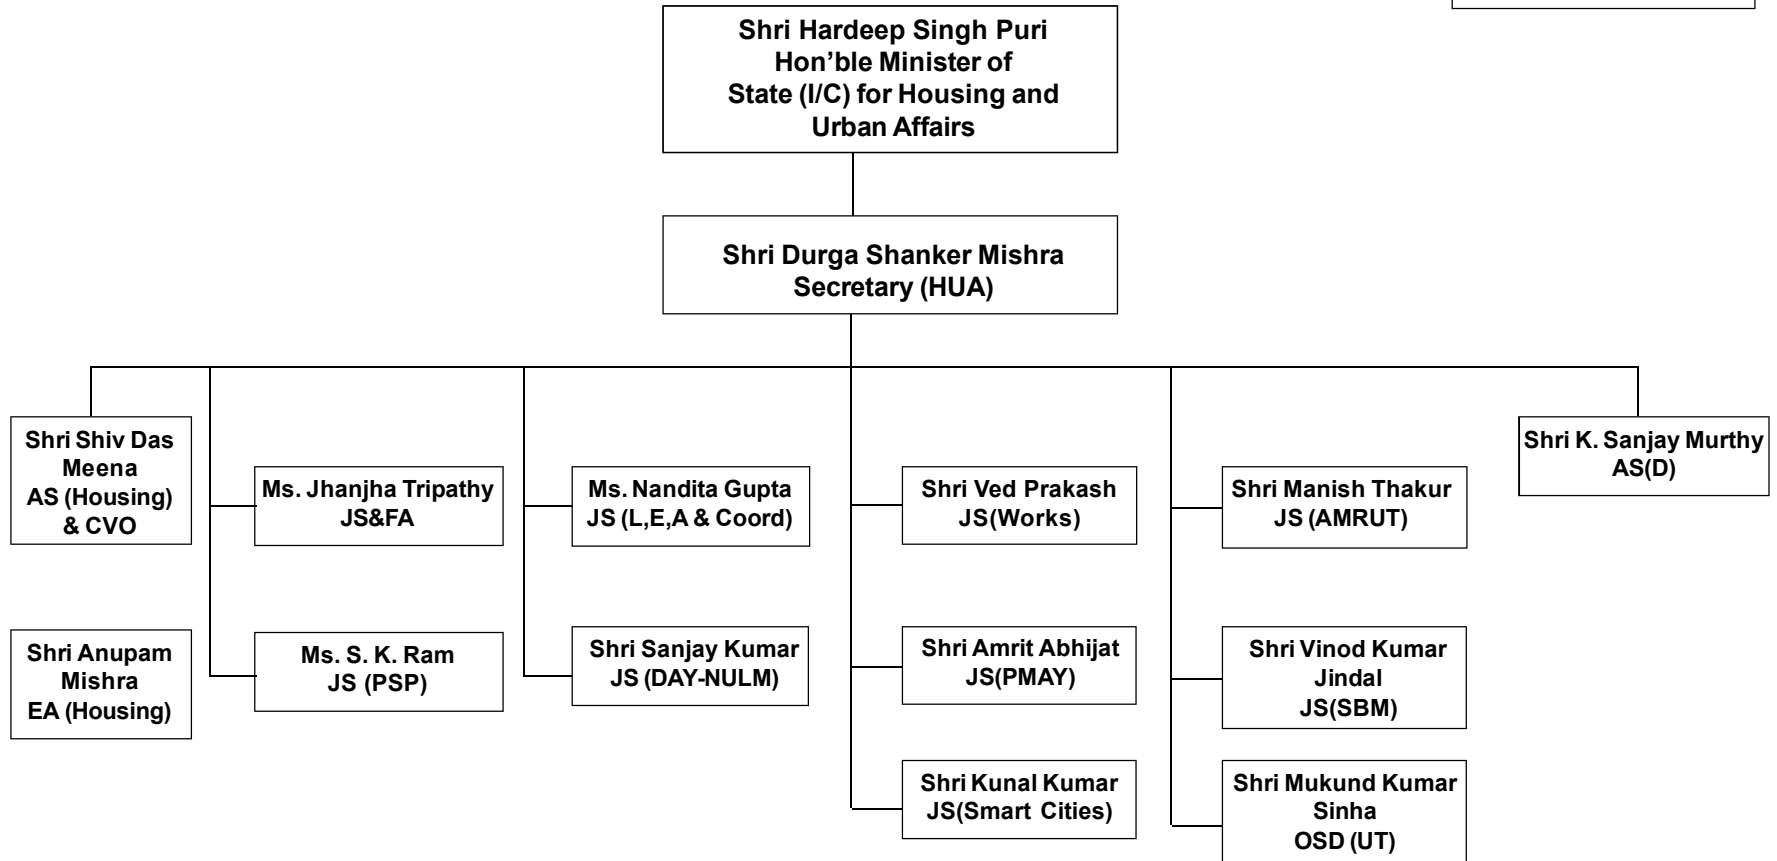 Shri Hardeep Singh Puri
Hon’ble Minister of
State (I/C) for Housing and
Urban Affairs
Shri Durga Shanker Mishra
Secretary (HUA)
Shri Shiv Das
Meena
AS (Housing)
& CVO
Ms. Jhanjha Tripathy
JS&FA
Ms. Nandita Gupta
JS (L,E,A & Coord)
Shri Ved Prakash
JS(Works)
Shri Manish Thakur
JS (AMRUT)
Shri K. Sanjay Murthy
AS(D)
Shri Anupam
Mishra
EA (Housing)
Ms. S. K. Ram
JS (PSP)
Shri Sanjay Kumar
JS (DAY-NULM)
Shri Amrit Abhijat
JS(PMAY)
Shri Vinod Kumar
Jindal
JS(SBM)
Shri Kunal Kumar
JS(Smart Cities)
Shri Mukund Kumar
Sinha
OSD (UT)